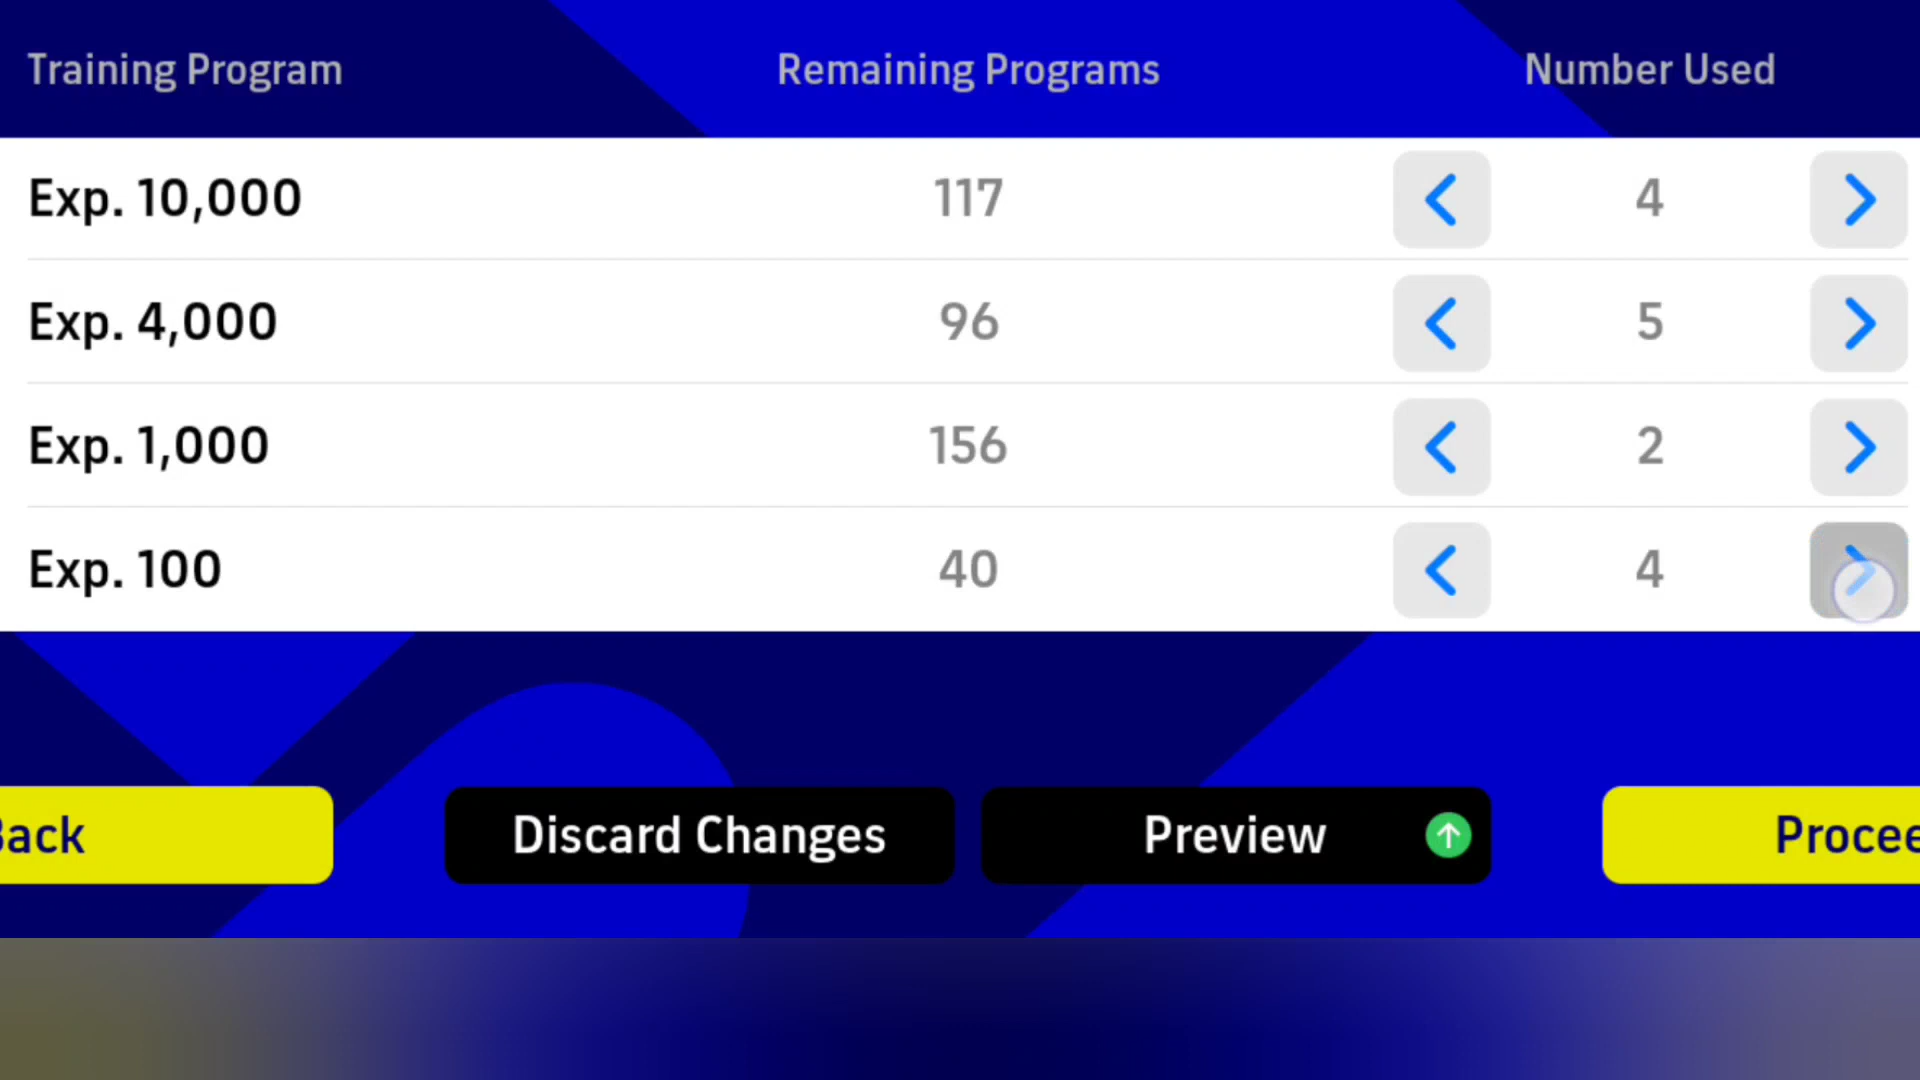 Training Program Remaining Programs Number Used
Exp. 10,000 117 4
Exp. 4,000 96 5
Exp. 1,000 156 2
Exp. 100 40 4
Back Discard Changes Preview Procee